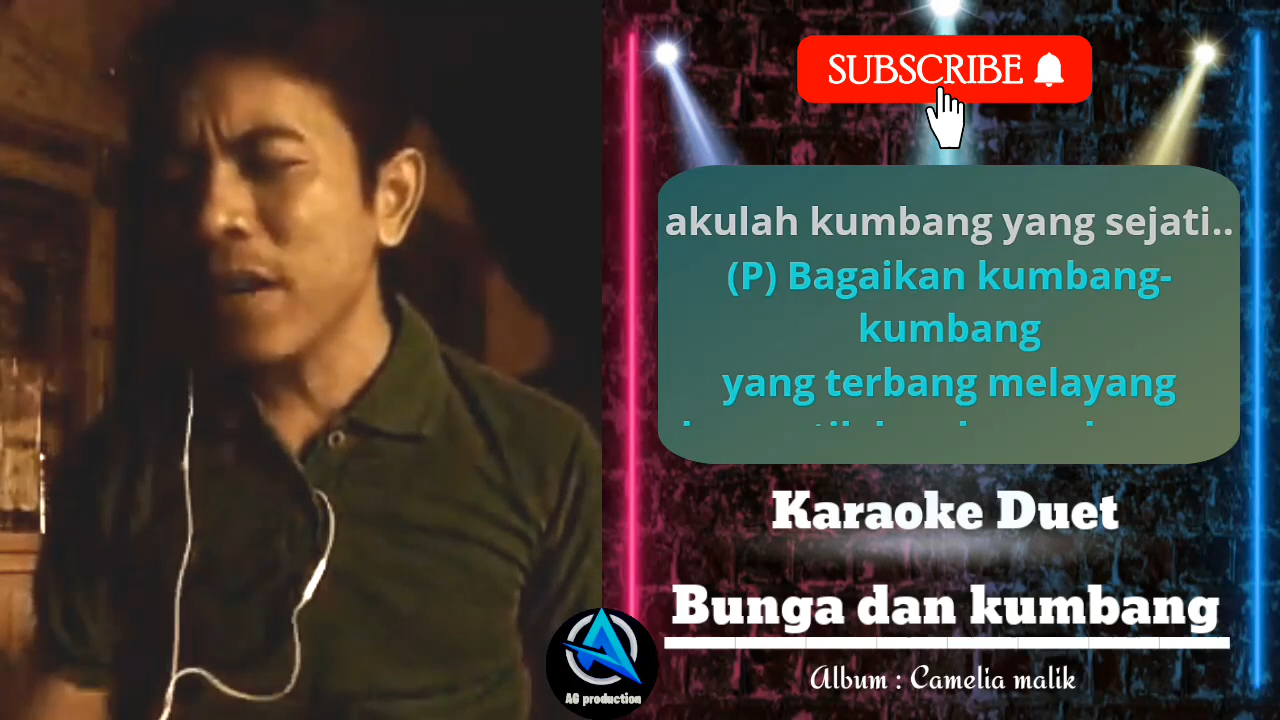 SUBSCRIBE
akulah kumbang yang sejati..
(P) Bagaikan kumbang-
kumbang
yang terbang melayang
Karaoke Duet
Bunga dan kumbang
Album : Camelia malik
AG production